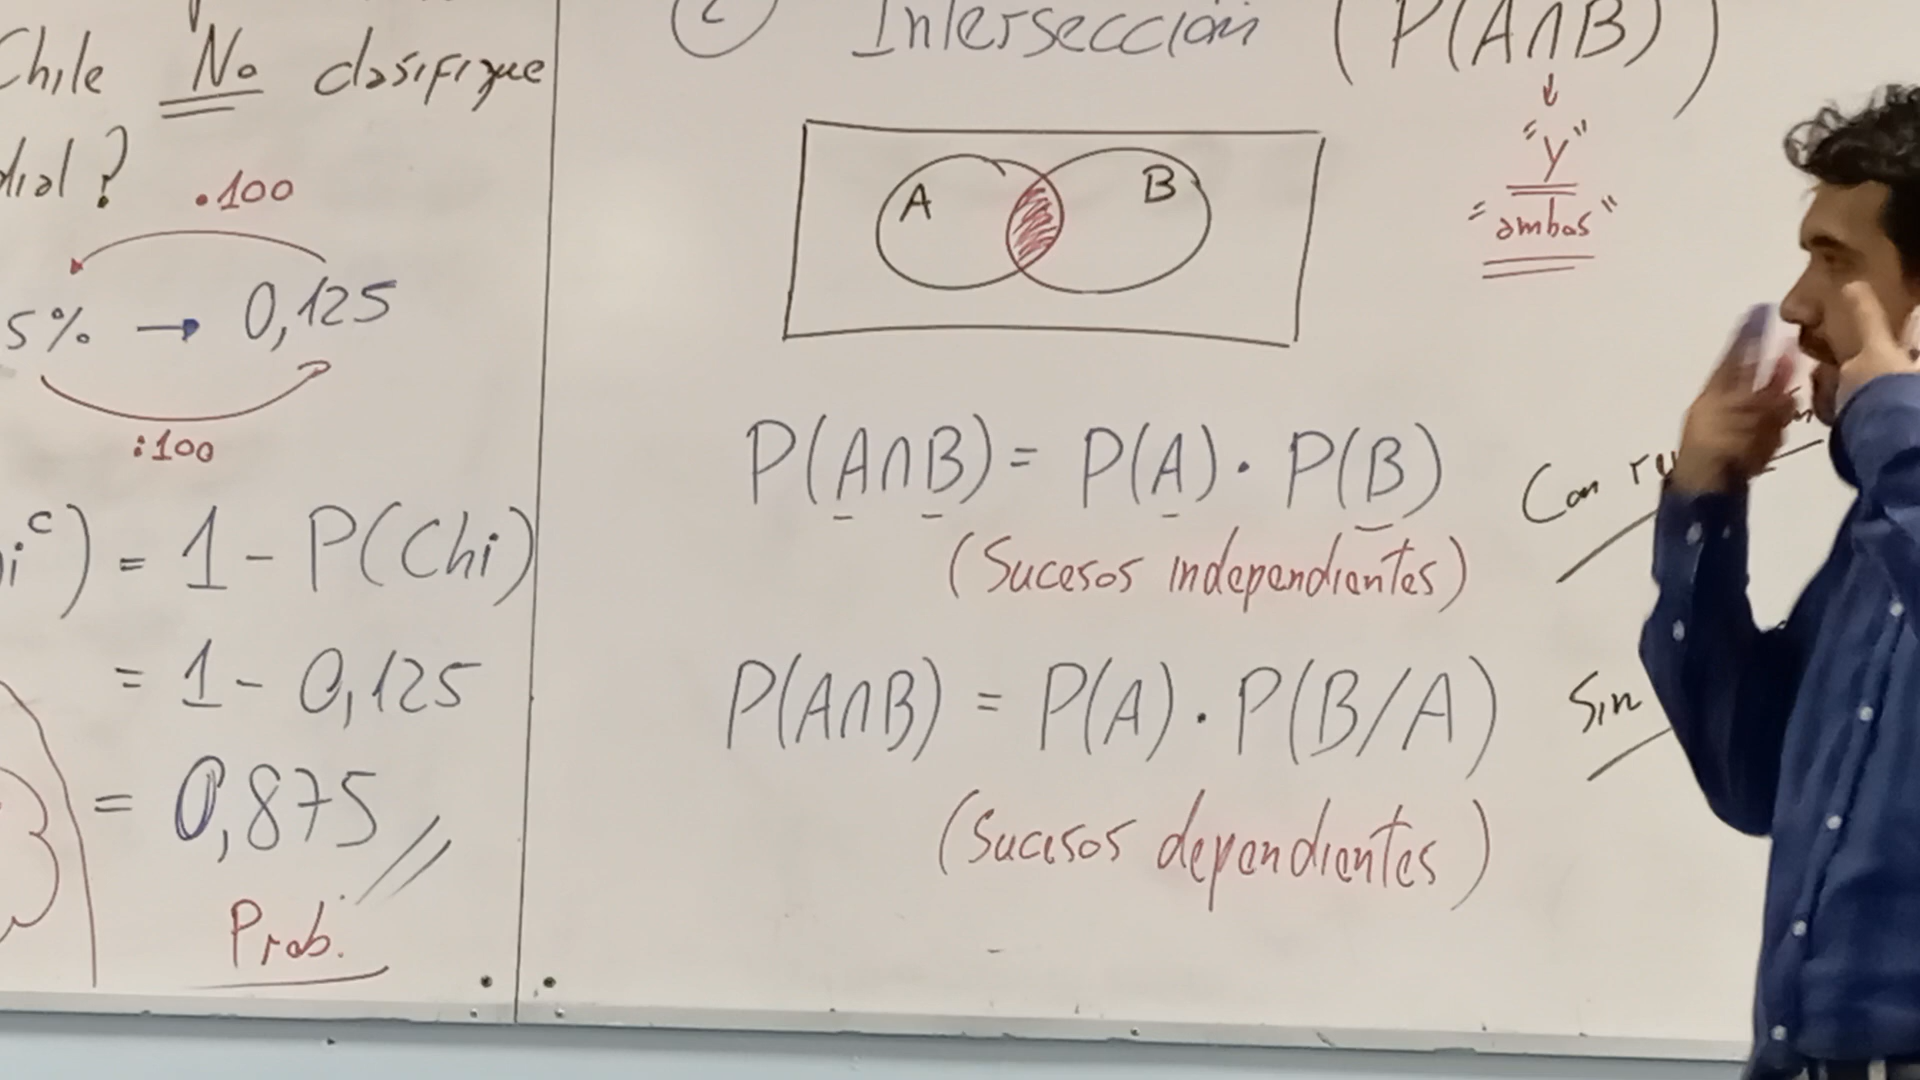 Chile No clasifique
dial?
.100
5% → 0,125
:100
i^c) = 1 - P(Chi)
= 1 - 0,125
= 0,875 //
Prob.
2 Intersección (P(A∩B))
↓
"y"
"ambas"
A B
P(A∩B) = P(A) · P(B)
Con
(Sucesos independientes)
P(A∩B) = P(A) · P(B/A)
Sin
(Sucesos dependientes)